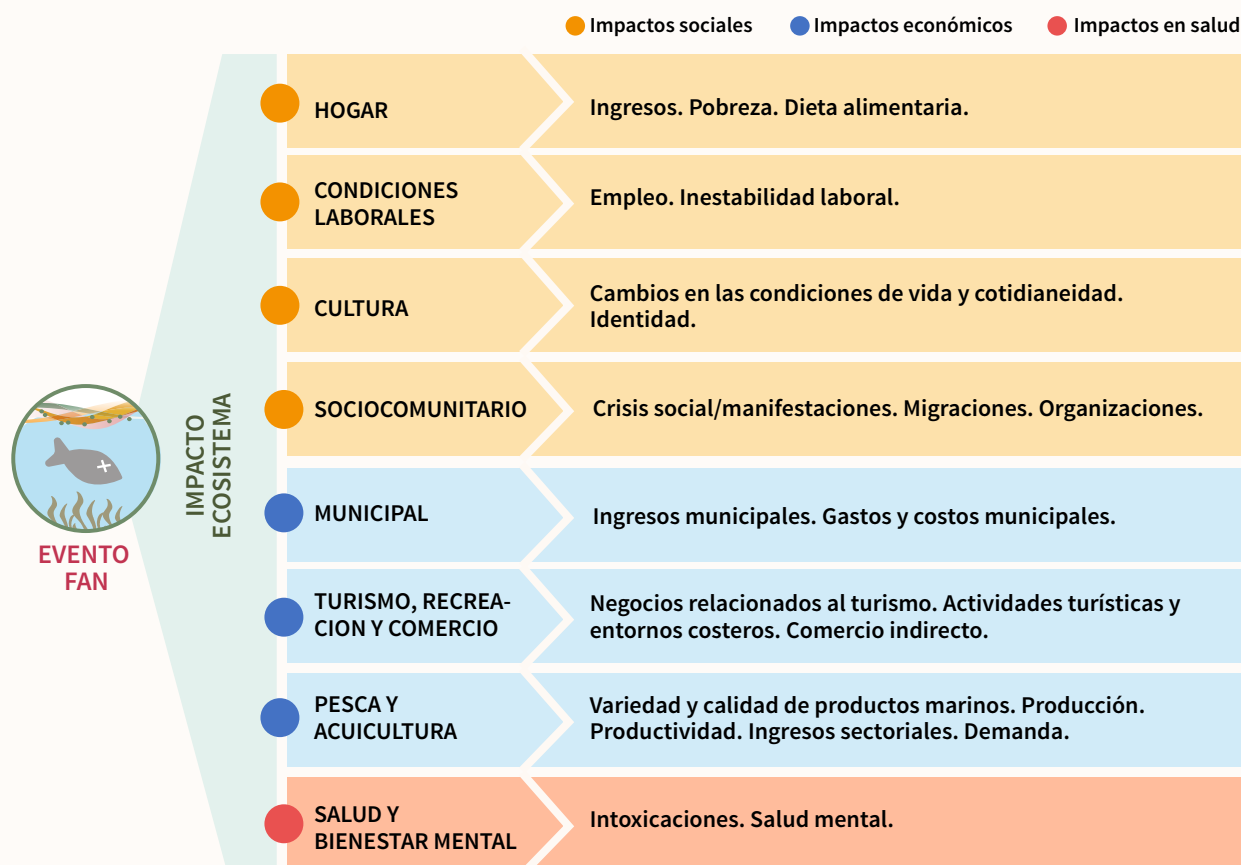 Impactos sociales
Impactos económicos
Impactos en salud
HOGAR
Ingresos. Pobreza. Dieta alimentaria.
CONDICIONES
LABORALES
Empleo. Inestabilidad laboral.
CULTURA
Cambios en las condiciones de vida y cotidianeidad.
Identidad.
SOCIOCOMUNITARIO
Crisis social/manifestaciones. Migraciones. Organizaciones.
IMPACTO
ECOSISTEMA
EVENTO
FAN
MUNICIPAL
Ingresos municipales. Gastos y costos municipales.
TURISMO, RECREA-
CION Y COMERCIO
Negocios relacionados al turismo. Actividades turísticas y
entornos costeros. Comercio indirecto.
PESCA Y
ACUICULTURA
Variedad y calidad de productos marinos. Producción.
Productividad. Ingresos sectoriales. Demanda.
SALUD Y
BIENESTAR MENTAL
Intoxicaciones. Salud mental.